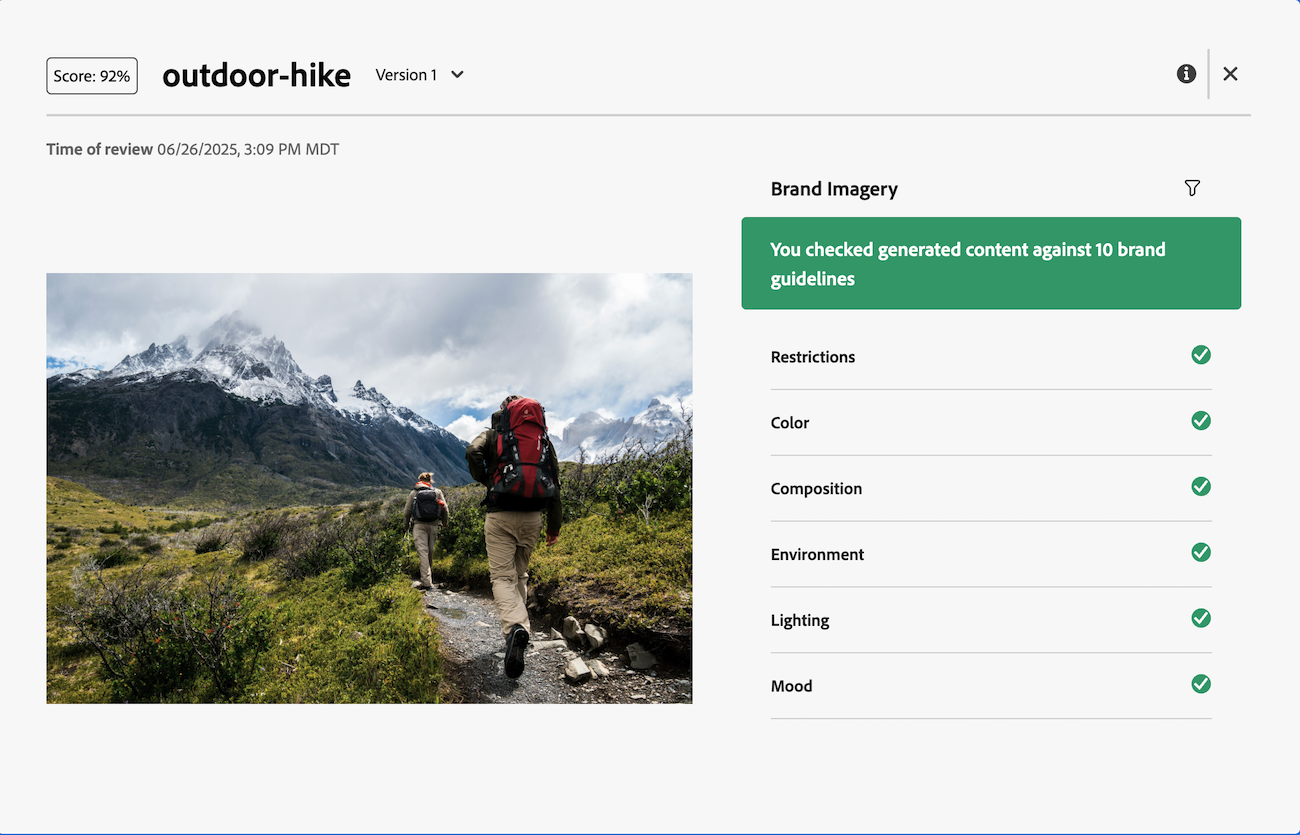 Score: 92%
outdoor-hike
Version 1
Time of review 06/26/2025, 3:09 PM MDT
Brand Imagery
You checked generated content against 10 brand
guidelines
Restrictions
Color
Composition
Environment
Lighting
Mood